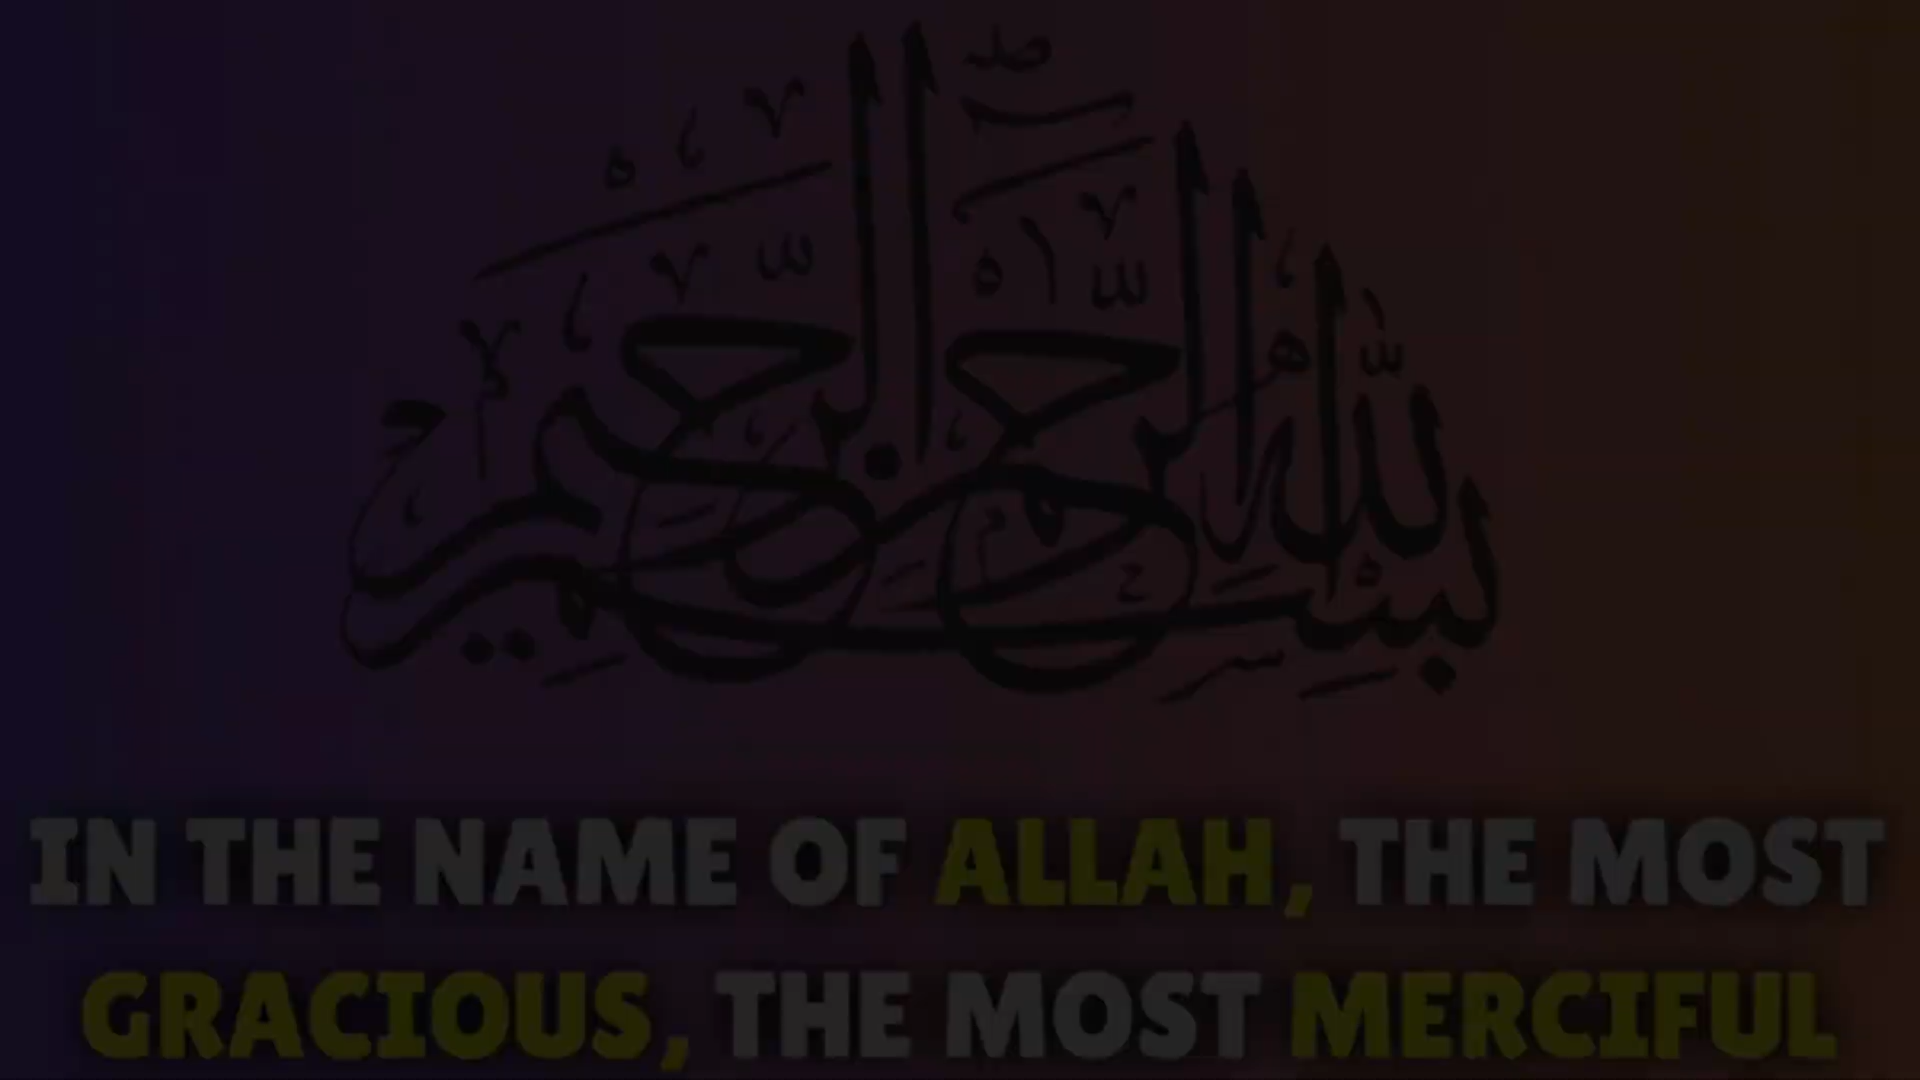 بسم الله الرحمن الرحيم
IN THE NAME OF ALLAH, THE MOST
GRACIOUS, THE MOST MERCIFUL